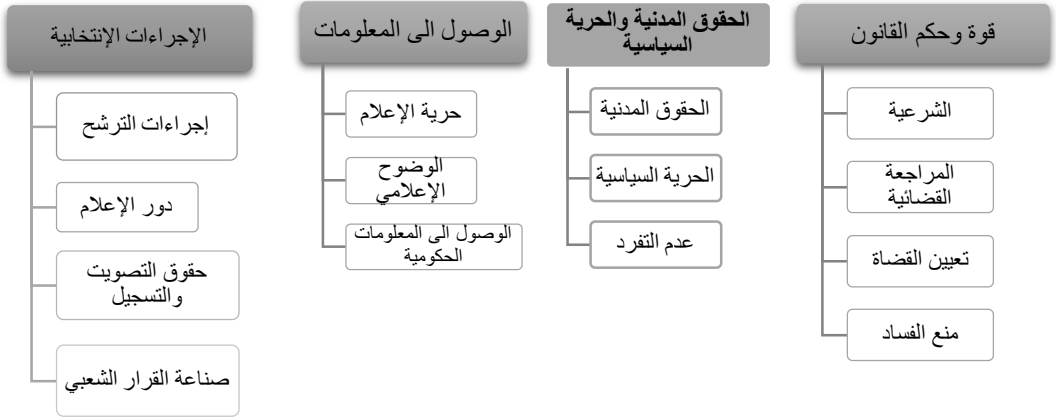 قوة وحكم القانون
الشرعية
المراجعة
القضائية
تعيين القضاة
منع الفساد
الحقوق المدنية والحرية
السياسية
الحقوق المدنية
الحرية السياسية
عدم التفرد
الوصول الى المعلومات
حرية الإعلام
الوضوح
الإعلامي
الوصول الى المعلومات
الحكومية
الإجراءات الإنتخابية
إجراءات الترشح
دور الإعلام
حقوق التصويت
والتسجيل
صناعة القرار الشعبي